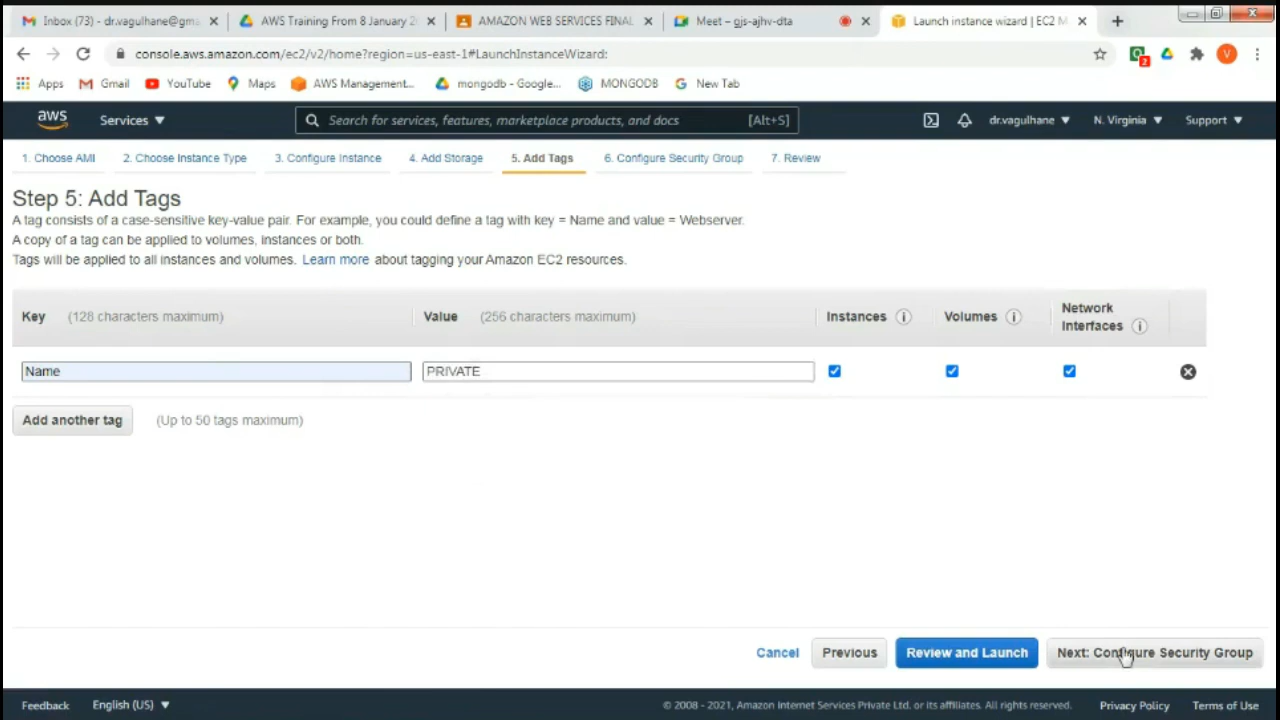 Inbox (73) - dr.vagulhane@gma
AWS Training From 8 January 2
AMAZON WEB SERVICES FINAL
Meet – gjs-ajhv-dta
Launch instance wizard | EC2 M
console.aws.amazon.com/ec2/v2/home?region=us-east-1#LaunchInstanceWizard:
2
V
Apps
Gmail
YouTube
Maps
AWS Management...
mongodb - Google...
MONGODB
New Tab
aws
Services
Search for services, features, marketplace products, and docs
[Alt+S]
dr.vagulhane
N. Virginia
Support
1. Choose AMI
2. Choose Instance Type
3. Configure Instance
4. Add Storage
5. Add Tags
6. Configure Security Group
7. Review
Step 5: Add Tags
A tag consists of a case-sensitive key-value pair. For example, you could define a tag with key = Name and value = Webserver.
A copy of a tag can be applied to volumes, instances or both.
Tags will be applied to all instances and volumes. Learn more about tagging your Amazon EC2 resources.
Key (128 characters maximum)
Value (256 characters maximum)
Instances
Volumes
Network
Interfaces
Name
PRIVATE
Add another tag
(Up to 50 tags maximum)
Cancel
Previous
Review and Launch
Next: Configure Security Group
Feedback
English (US)
© 2008 - 2021, Amazon Internet Services Private Ltd. or its affiliates. All rights reserved.
Privacy Policy
Terms of Use